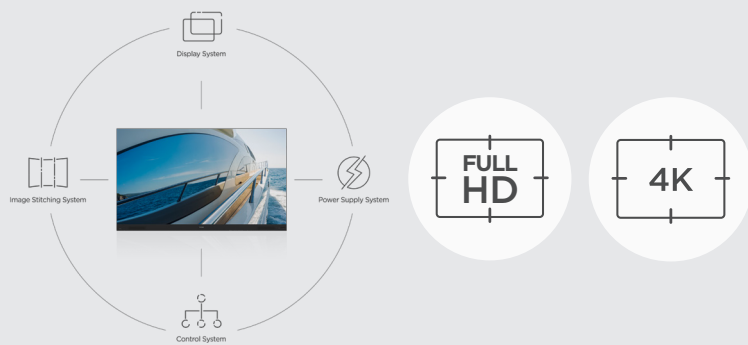 Display System
Image Stitching System
Power Supply System
Control System
FULL
HD
4K